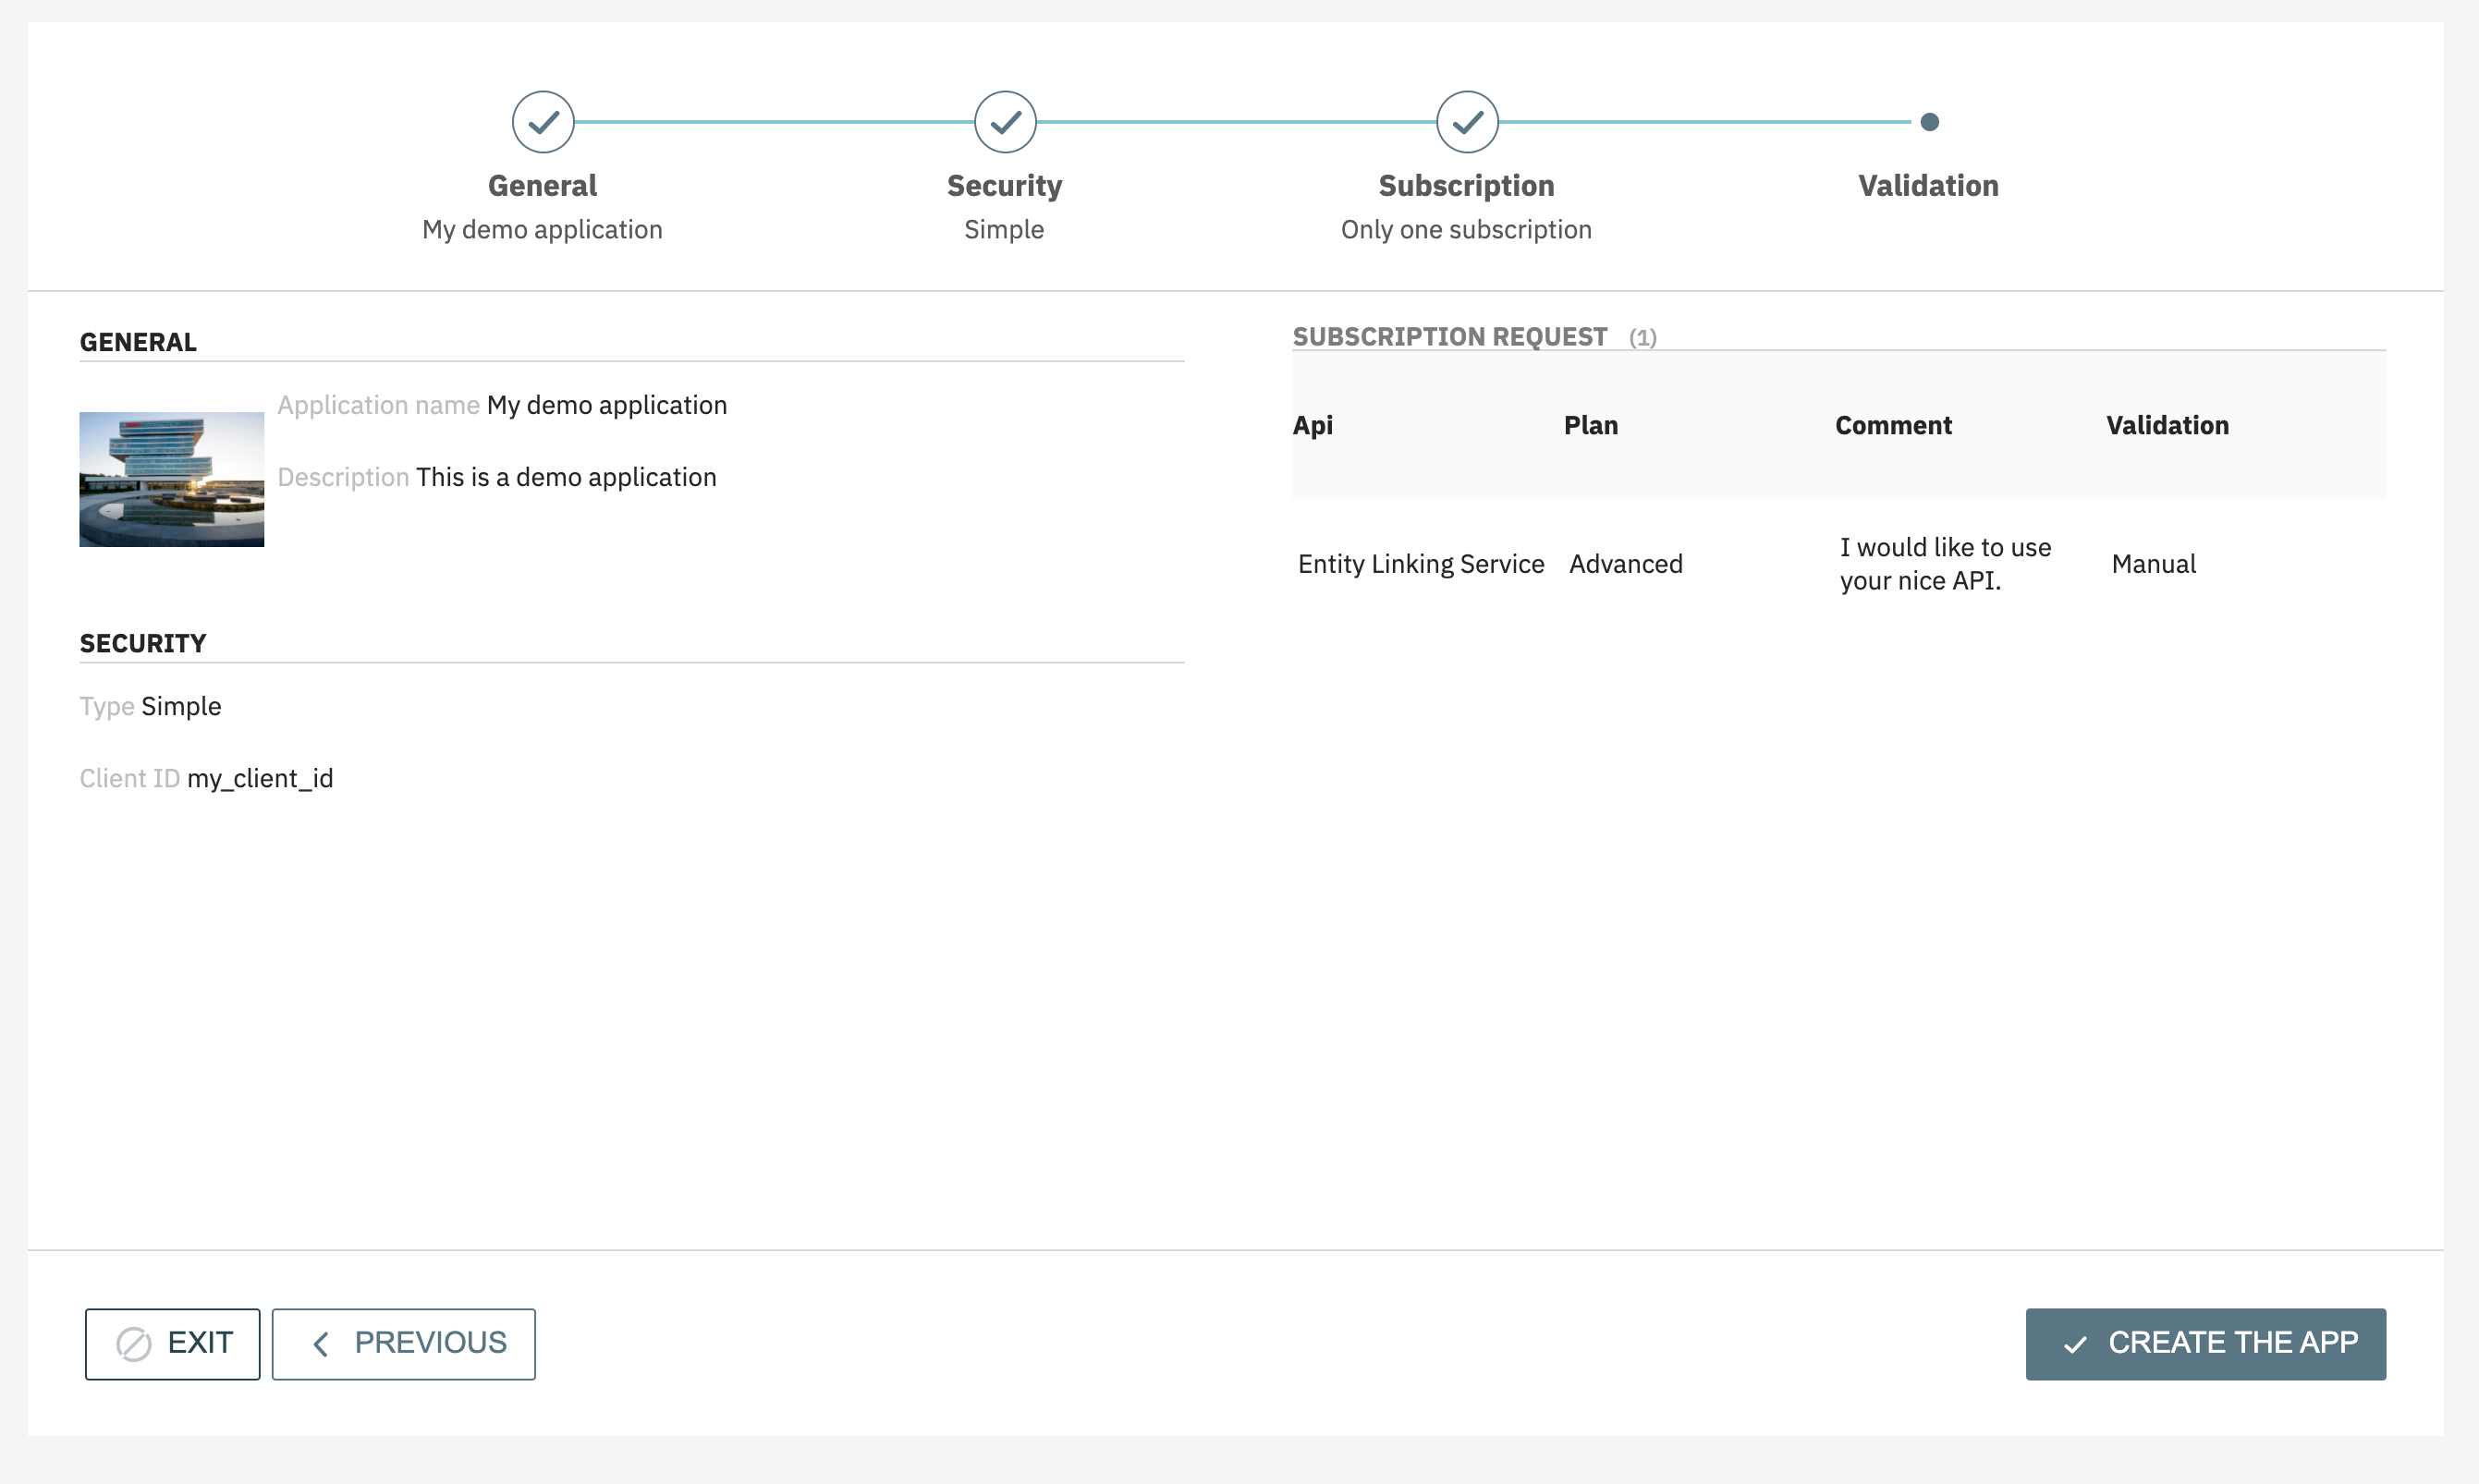 General
My demo application
Security
Simple
Subscription
Only one subscription
Validation
GENERAL
Application name My demo application
Description This is a demo application
SECURITY
Type Simple
Client ID my_client_id
SUBSCRIPTION REQUEST (1)
Api Plan Comment Validation
Entity Linking Service Advanced I would like to use
your nice API. Manual
EXIT
PREVIOUS
CREATE THE APP